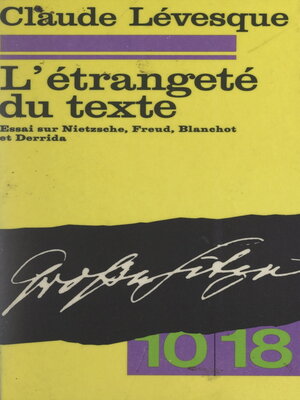 Claude Lévesque
L'étrangeté
du texte
Essai sur Nietzsche, Freud, Blanchot
et Derrida
10 18